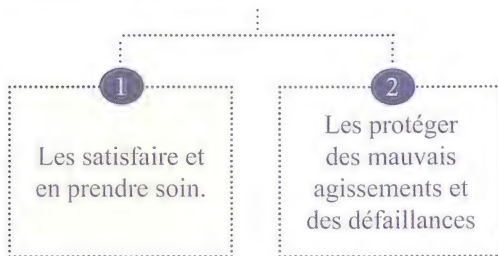 1
Les satisfaire et
en prendre soin.
2
Les protéger
des mauvais
agissements et
des défaillances